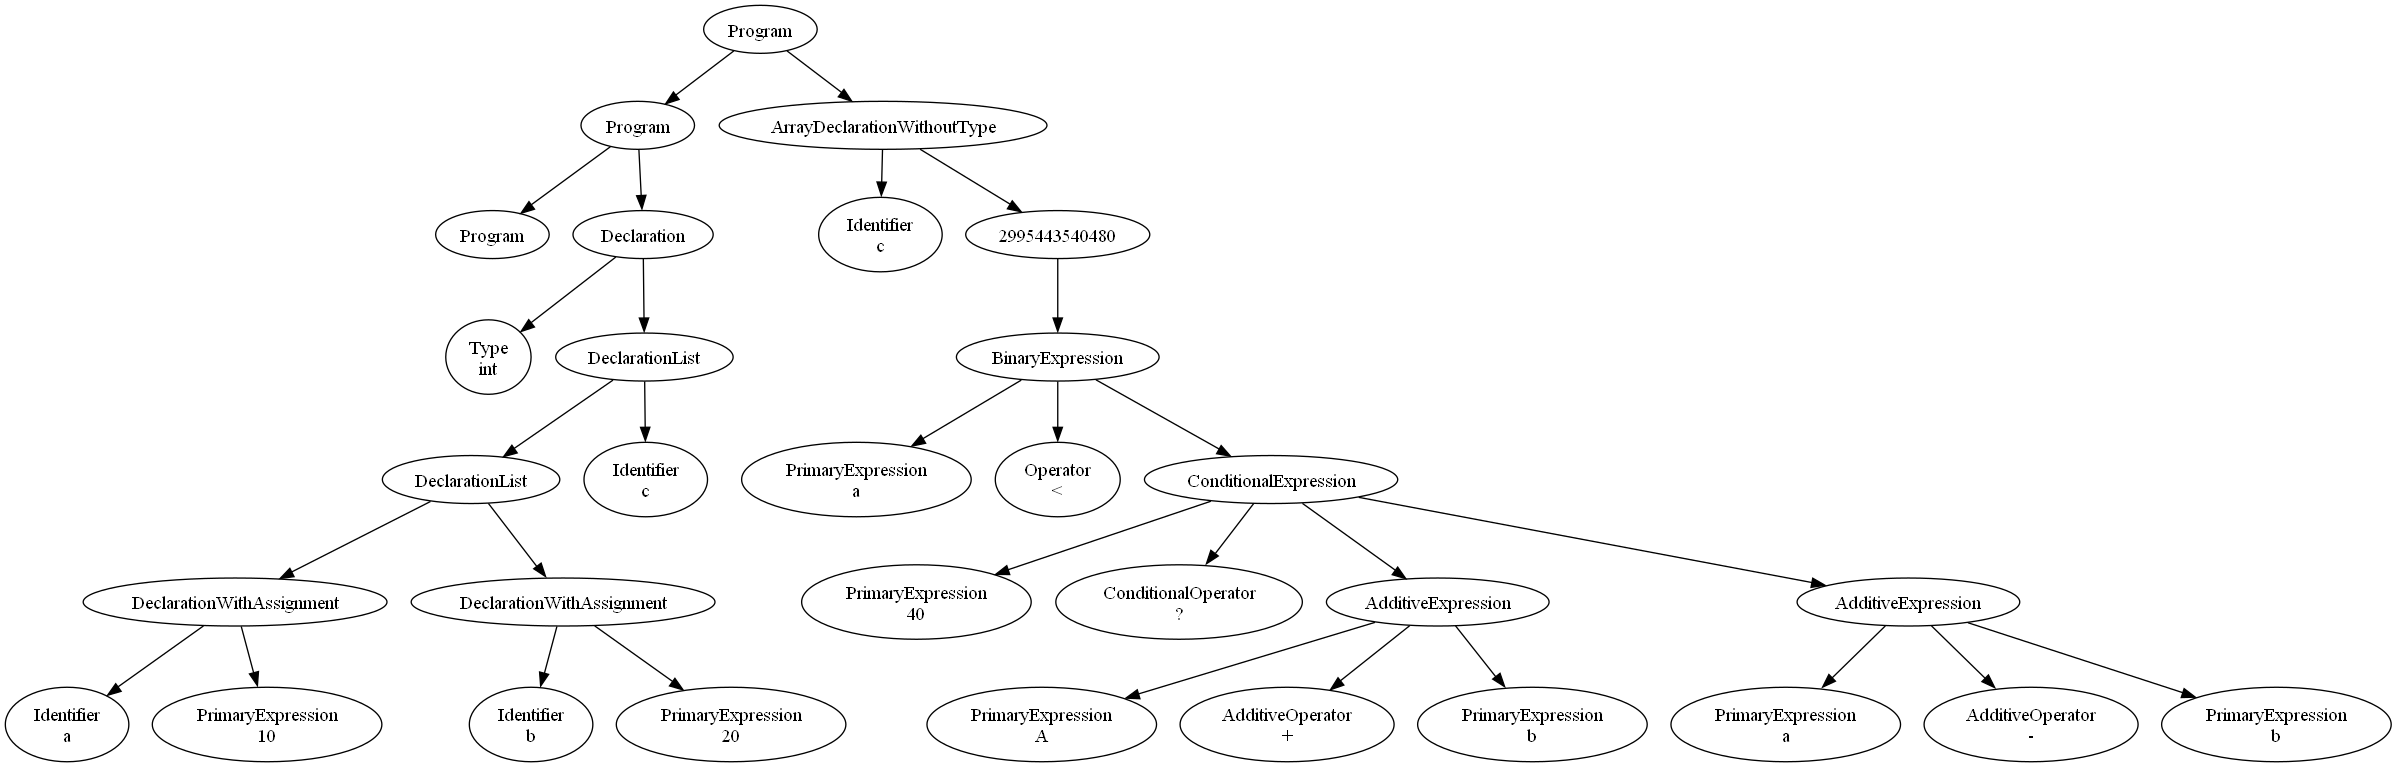 Program
Program
ArrayDeclarationWithoutType
Program
Declaration
Identifier
c
2995443540480
Type
int
DeclarationList
BinaryExpression
DeclarationList
Identifier
c
PrimaryExpression
a
Operator
<
ConditionalExpression
DeclarationWithAssignment
DeclarationWithAssignment
PrimaryExpression
40
ConditionalOperator
?
AdditiveExpression
AdditiveExpression
Identifier
a
PrimaryExpression
10
Identifier
b
PrimaryExpression
20
PrimaryExpression
A
AdditiveOperator
+
PrimaryExpression
b
PrimaryExpression
a
AdditiveOperator
-
PrimaryExpression
b